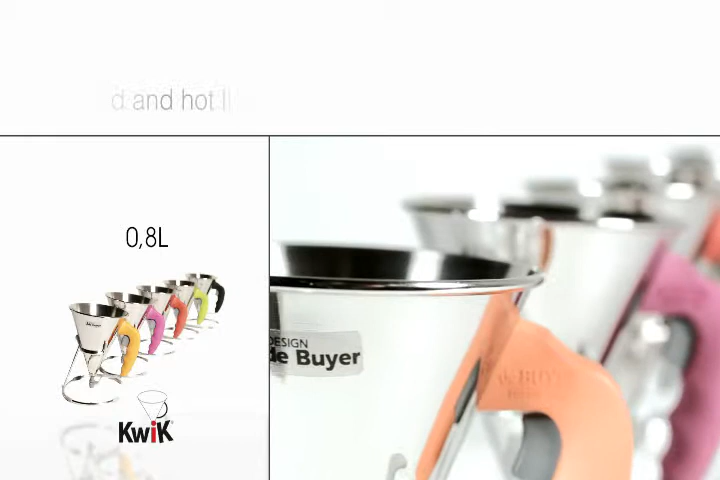 and hot
0,8L
KwiK
DESIGN
de Buyer